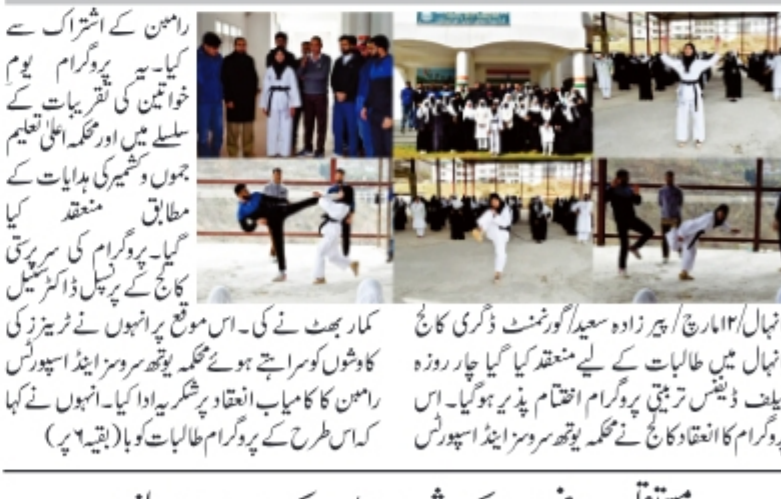 نہال/۱۲مارچ/پیر زادہ سعید/گورنمنٹ ڈگری کالج
نہال میں طالبات کے لیے منعقد کیا گیا چار روزہ
یلف ڈیفنس تربیتی پروگرام اختتام پذیر ہوگیا۔ اس
پروگرام کا انعقاد کالج نے محکمہ یوتھ سروسز اینڈ اسپورٹس
رامبن کے اشتراک سے
کیا۔ یہ پروگرام یوم
خواتین کی تقریبات کے
سلسلے میں اور محکمہ اعلیٰ تعلیم
جموں و کشمیر کی ہدایات کے
مطابق منعقد کیا
گیا۔ پروگرام کی سرپرستی
کالج کے پرنسپل ڈاکٹر سنیل
کمار بھٹ نے کی۔ اس موقع پر انہوں نے ٹرینرز کی
کاوشوں کو سراہتے ہوئے محکمہ یوتھ سروسز اینڈ اسپورٹس
رامبن کا کامیاب انعقاد پر شکریہ ادا کیا۔ انہوں نے کہا
کہ اس طرح کے پروگرام طالبات کو با (بقیہ ۶ پر)